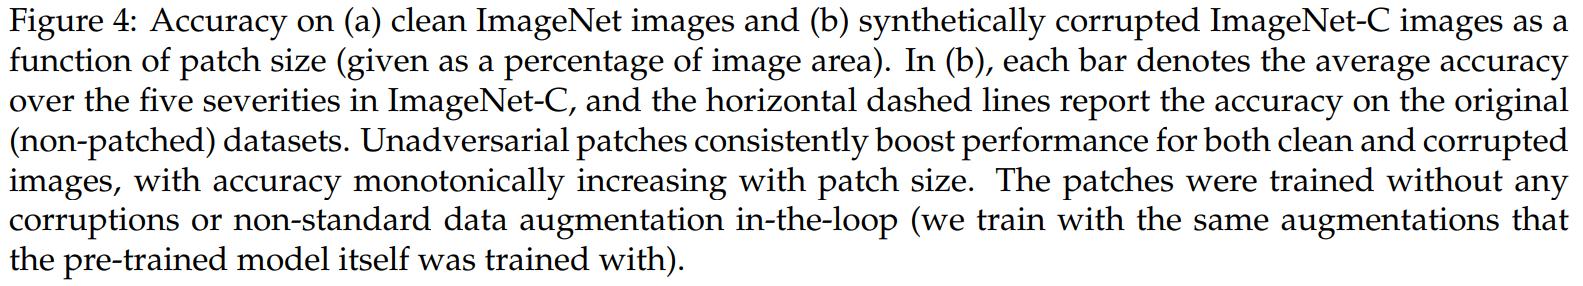 Figure 4: Accuracy on (a) clean ImageNet images and (b) synthetically corrupted ImageNet-C images as a
function of patch size (given as a percentage of image area). In (b), each bar denotes the average accuracy
over the five severities in ImageNet-C, and the horizontal dashed lines report the accuracy on the original
(non-patched) datasets. Unadversarial patches consistently boost performance for both clean and corrupted
images, with accuracy monotonically increasing with patch size. The patches were trained without any
corruptions or non-standard data augmentation in-the-loop (we train with the same augmentations that
the pre-trained model itself was trained with).